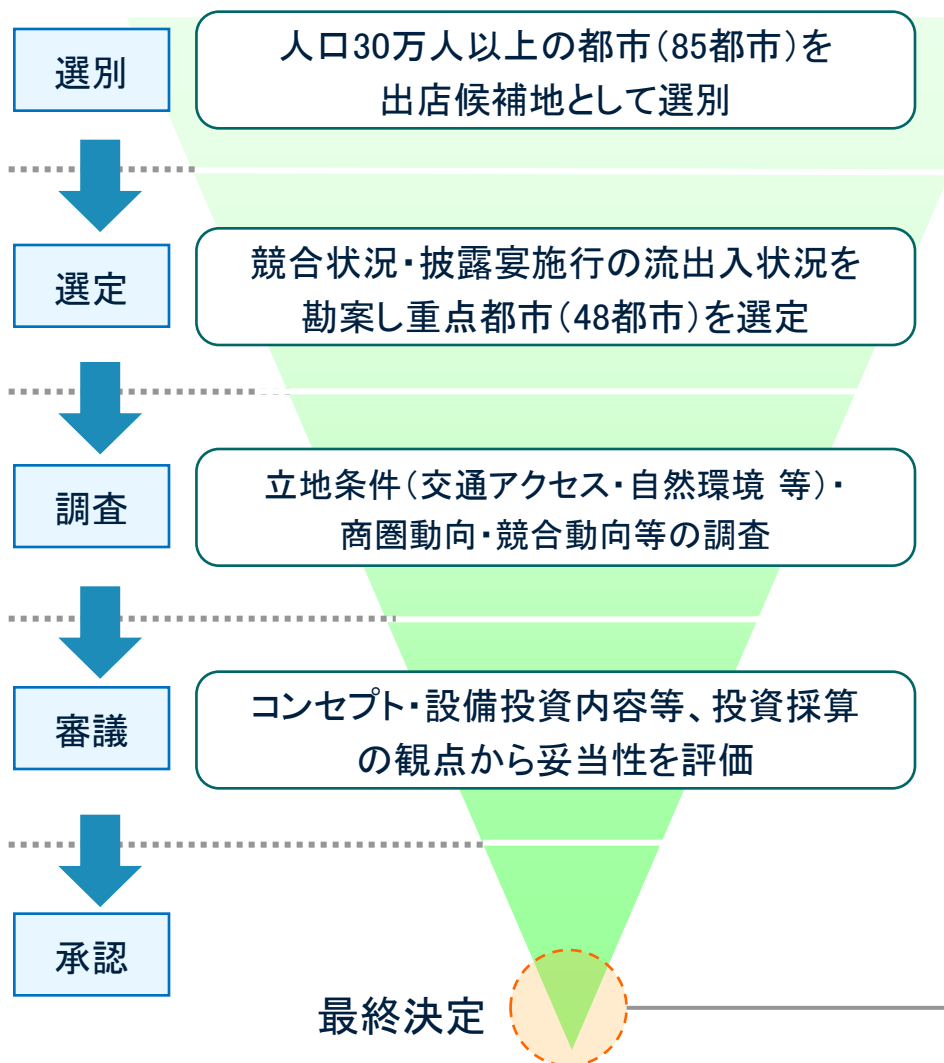 選別
人口30万人以上の都市(85都市)を
出店候補地として選別
選定
競合状況・披露宴施行の流出入状況を
勘案し重点都市(48都市)を選定
調査
立地条件(交通アクセス・自然環境 等)・
商圏動向・競合動向等の調査
審議
コンセプト・設備投資内容等、投資採算
の観点から妥当性を評価
承認
最終決定